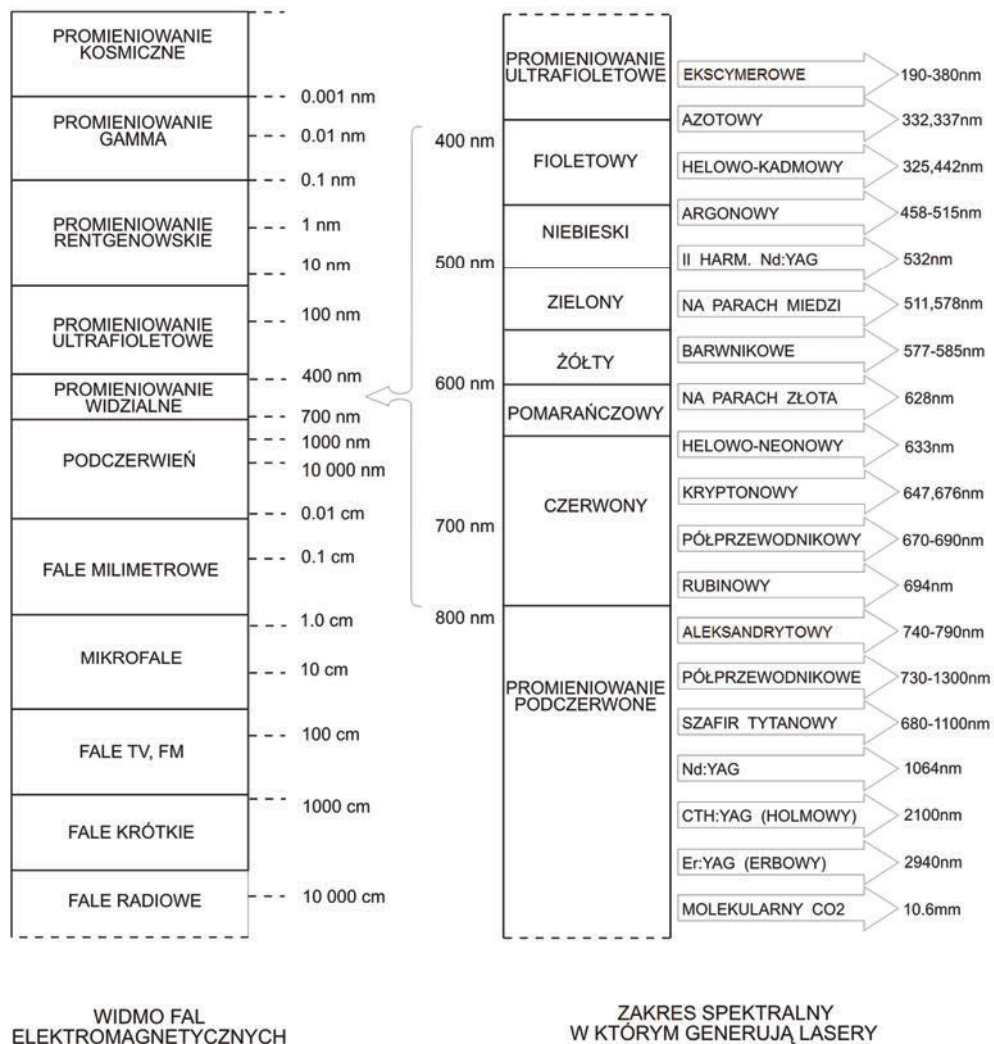 PROMIENIOWANIE
KOSMICZNE
0.001 nm
PROMIENIOWANIE
GAMMA
0.01 nm
0.1 nm
PROMIENIOWANIE
RENTGENOWSKIE
1 nm
10 nm
PROMIENIOWANIE
ULTRAFIOLETOWE
100 nm
400 nm
PROMIENIOWANIE
WIDZIALNE
700 nm
1000 nm
PODCZERWIEŃ
10 000 nm
0.01 cm
FALE MILIMETROWE
0.1 cm
1.0 cm
MIKROFALE
10 cm
FALE TV, FM
100 cm
1000 cm
FALE KRÓTKIE
FALE RADIOWE
10 000 cm
WIDMO FAL
ELEKTROMAGNETYCZNYCH
400 nm
500 nm
600 nm
700 nm
800 nm
PROMIENIOWANIE
ULTRAFIOLETOWE
FIOLETOWY
NIEBIESKI
ZIELONY
ŻÓŁTY
POMARAŃCZOWY
CZERWONY
PROMIENIOWANIE
PODCZERWONE
EKSCYMEROWE 190-380nm
AZOTOWY 332,337nm
HELOWO-KADMOWY 325,442nm
ARGONOWY 458-515nm
II HARM. Nd:YAG 532nm
NA PARACH MIEDZI 511,578nm
BARWNIKOWE 577-585nm
NA PARACH ZŁOTA 628nm
HELOWO-NEONOWY 633nm
KRYPTONOWY 647,676nm
PÓŁPRZEWODNIKOWY 670-690nm
RUBINOWY 694nm
ALEKSANDRYTOWY 740-790nm
PÓŁPRZEWODNIKOWE 730-1300nm
SZAFIR TYTANOWY 680-1100nm
Nd:YAG 1064nm
CTH:YAG (HOLMOWY) 2100nm
Er:YAG (ERBOWY) 2940nm
MOLEKULARNY CO2 10.6mm
ZAKRES SPEKTRALNY
W KTÓRYM GENERUJĄ LASERY